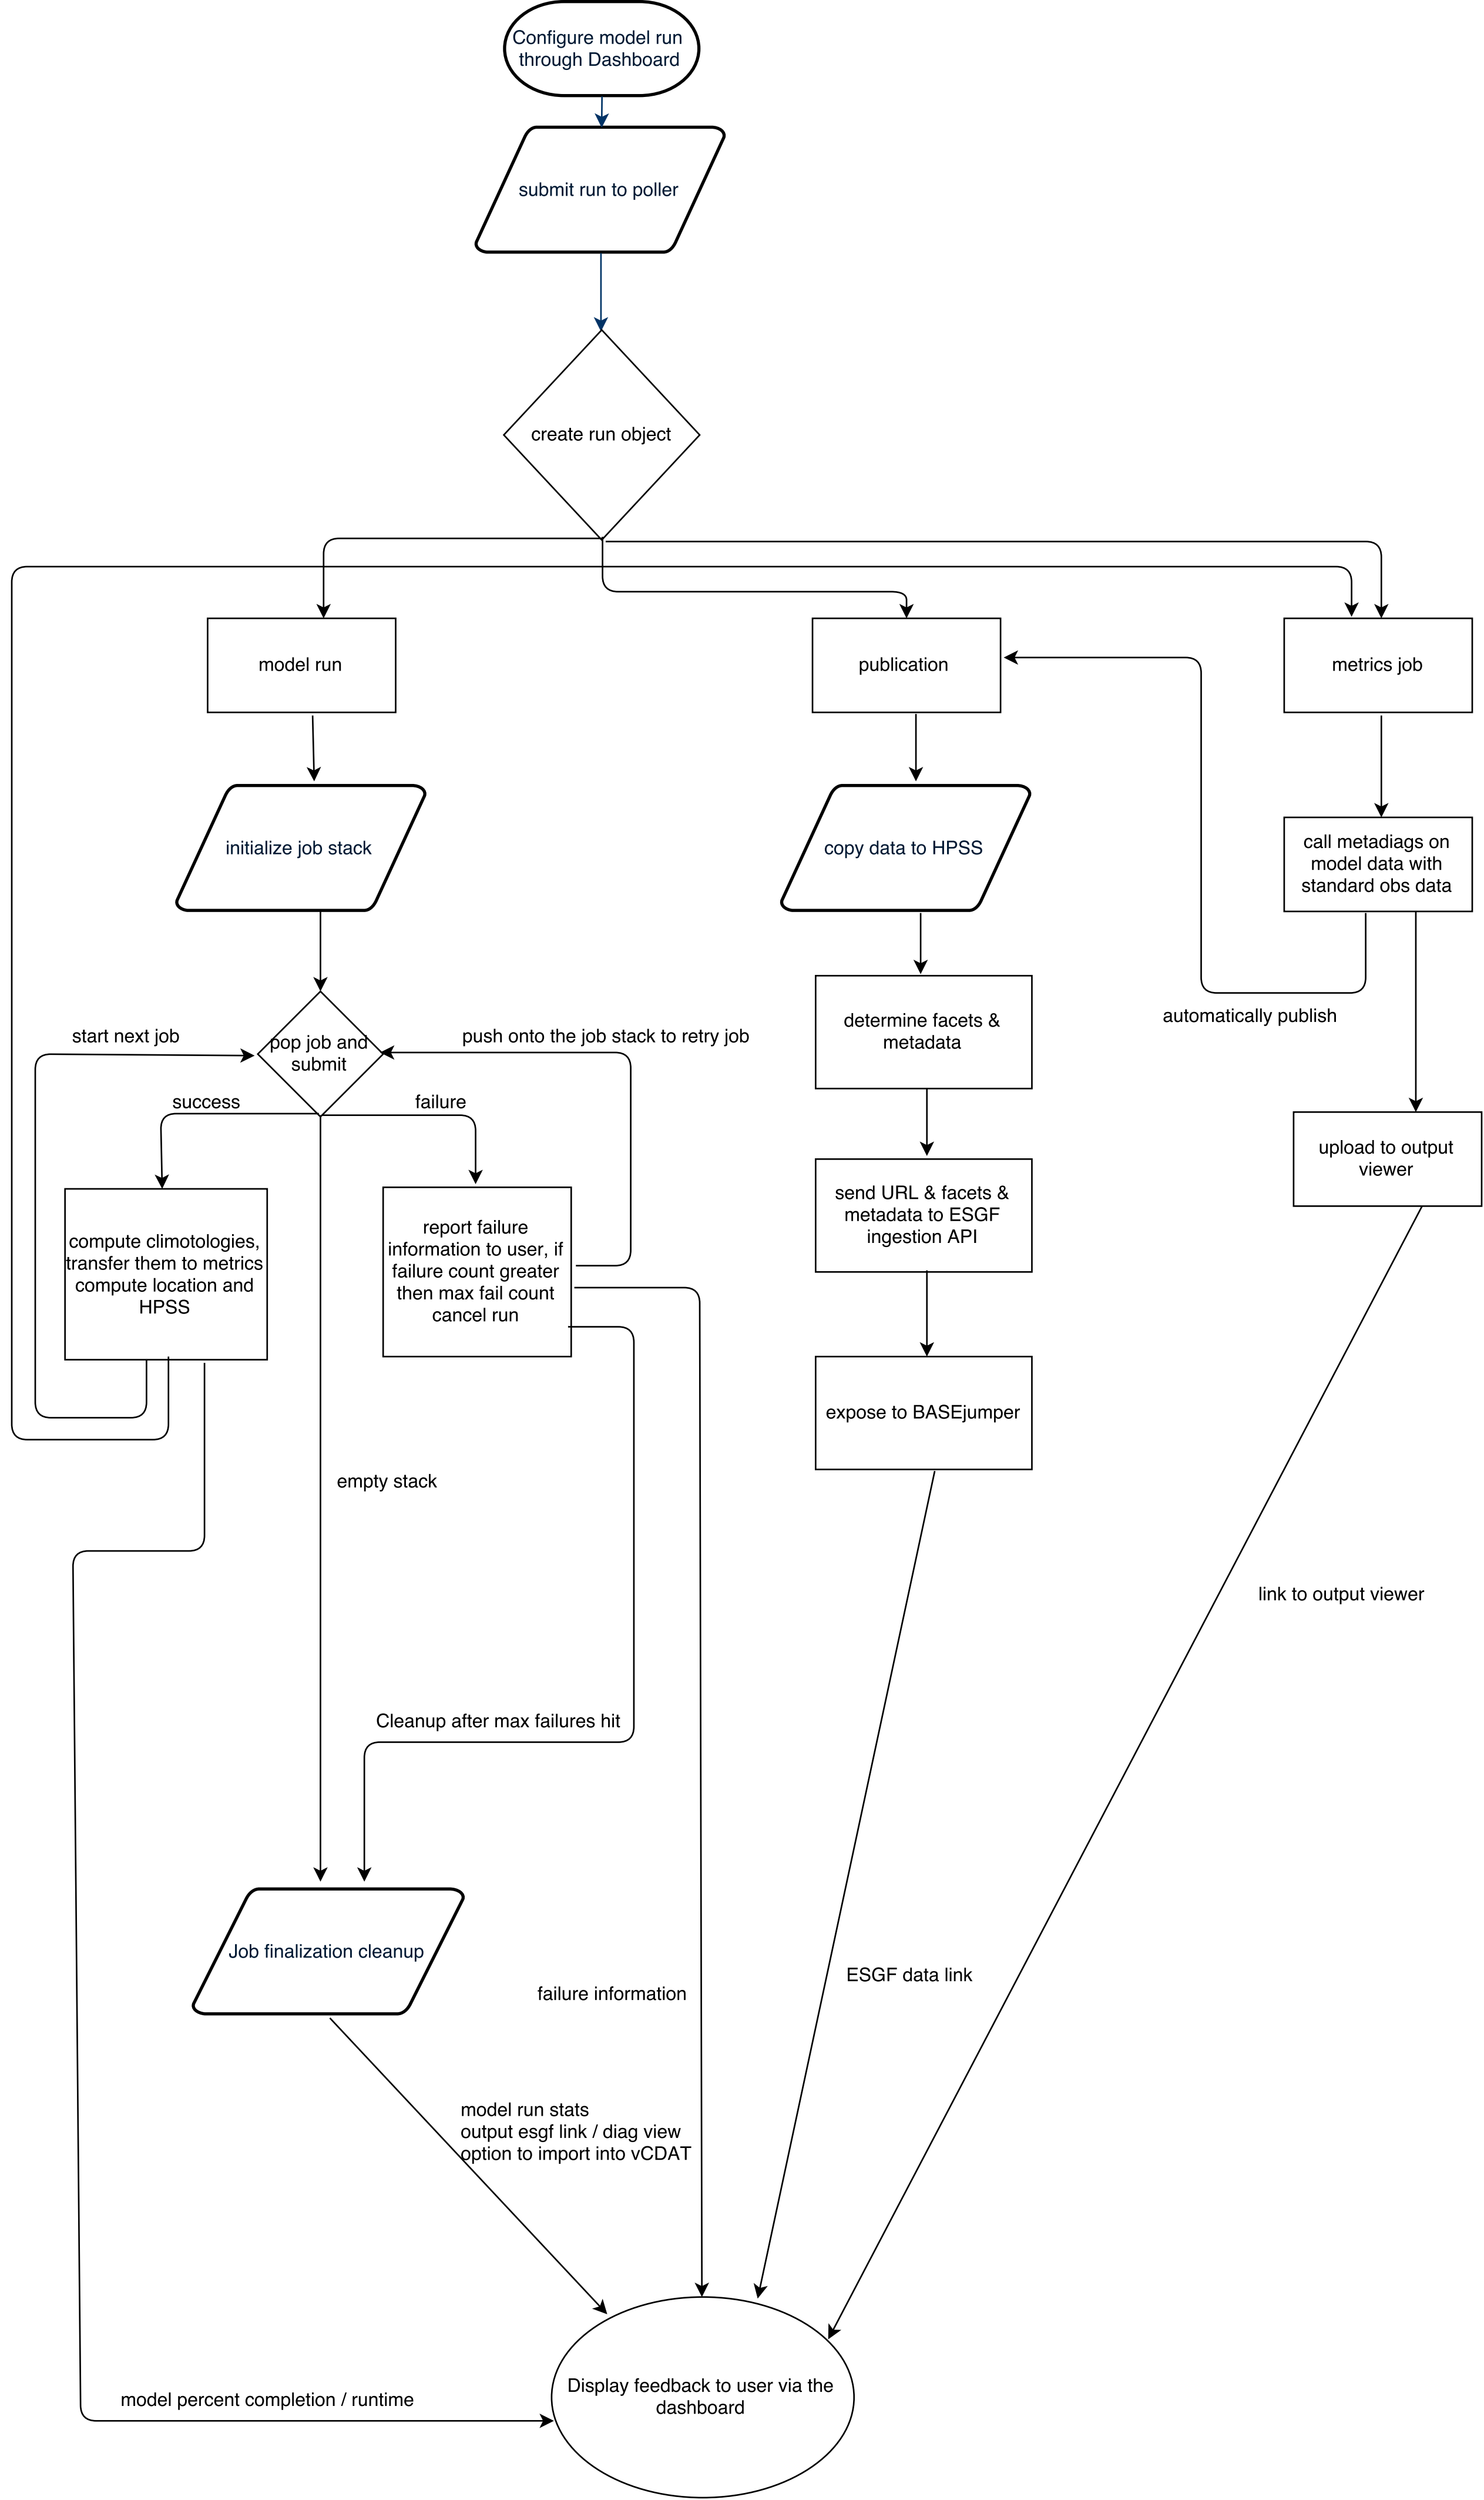 Configure model run
through Dashboard
submit run to poller
create run object
model run
publication
metrics job
initialize job stack
copy data to HPSS
call metadiags on
model data with
standard obs data
determine facets &
metadata
automatically publish
start next job
pop job and
submit
push onto the job stack to retry job
success
failure
upload to output
viewer
compute climotologies,
transfer them to metrics
compute location and
HPSS
report failure
information to user, if
failure count greater
then max fail count
cancel run
send URL & facets &
metadata to ESGF
ingestion API
expose to BASEjumper
empty stack
link to output viewer
Cleanup after max failures hit
Job finalization cleanup
failure information
ESGF data link
model run stats
output esgf link / diag view
option to import into vCDAT
model percent completion / runtime
Display feedback to user via the
dashboard